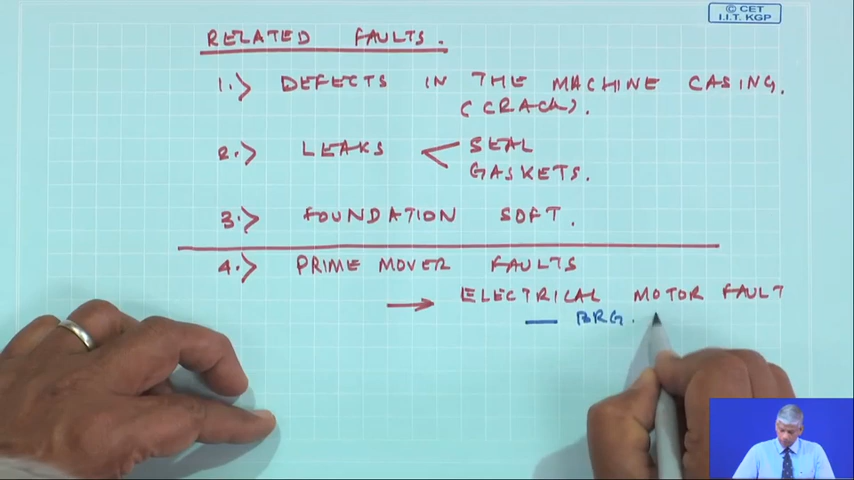 © CET
I.I.T. KGP
RELATED FAULTS.
1.> DEFECTS IN THE MACHINE CASING.
(CRACK).
2.> LEAKS < SEAL
GASKETS.
3.> FOUNDATION SOFT.
4.> PRIME MOVER FAULTS
→ ELECTRICAL MOTOR FAULT
— BRG.